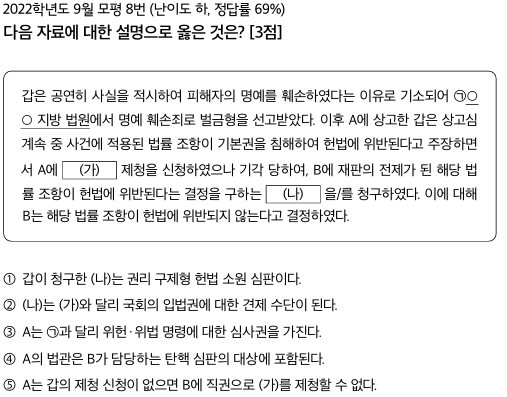 2022학년도 9월 모평 8번 (난이도 하, 정답률 69%)
다음 자료에 대한 설명으로 옳은 것은? [3점]
갑은 공연히 사실을 적시하여 피해자의 명예를 훼손하였다는 이유로 기소되어 ㉠○
○ 지방 법원에서 명예 훼손죄로 벌금형을 선고받았다. 이후 A에 상고한 갑은 상고심
계속 중 사건에 적용된 법률 조항이 기본권을 침해하여 헌법에 위반된다고 주장하면
서 A에 (가) 제청을 신청하였으나 기각 당하여, B에 재판의 전제가 된 해당 법
률 조항이 헌법에 위반된다는 결정을 구하는 (나) 을/를 청구하였다. 이에 대해
B는 해당 법률 조항이 헌법에 위반되지 않는다고 결정하였다.
① 갑이 청구한 (나)는 권리 구제형 헌법 소원 심판이다.
② (나)는 (가)와 달리 국회의 입법권에 대한 견제 수단이 된다.
③ A는 ㉠과 달리 위헌·위법 명령에 대한 심사권을 가진다.
④ A의 법관은 B가 담당하는 탄핵 심판의 대상에 포함된다.
⑤ A는 갑의 제청 신청이 없으면 B에 직권으로 (가)를 제청할 수 없다.